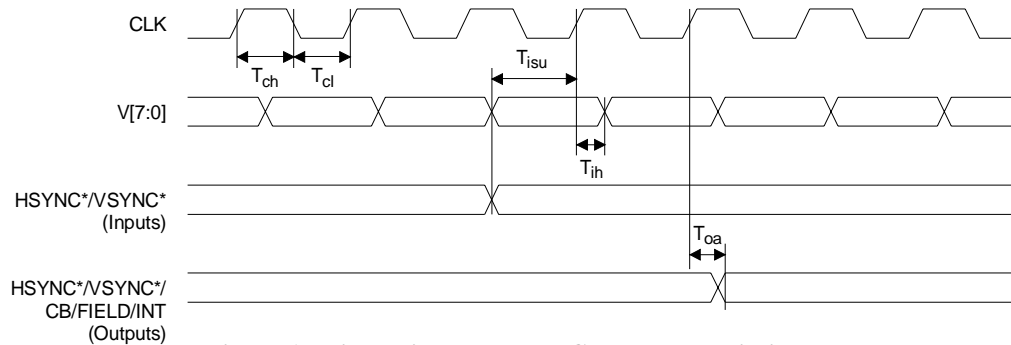 CLK
T_ch T_cl T_isu
V[7:0]
T_ih
HSYNC*/VSYNC*
(Inputs)
T_oa
HSYNC*/VSYNC*/
CB/FIELD/INT
(Outputs)